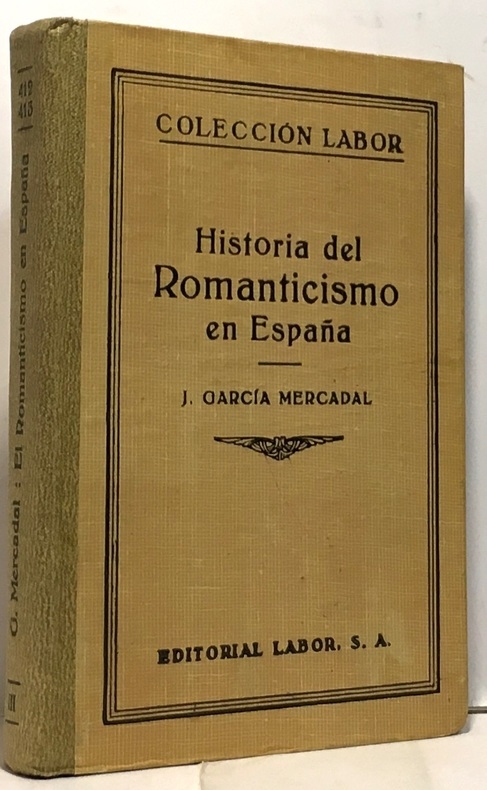 COLECCIÓN LABOR
Historia del
Romanticismo
en España
J. GARCÍA MERCADAL
EDITORIAL LABOR, S. A.
412
413
G. Mercadal : El Romanticismo en España
III